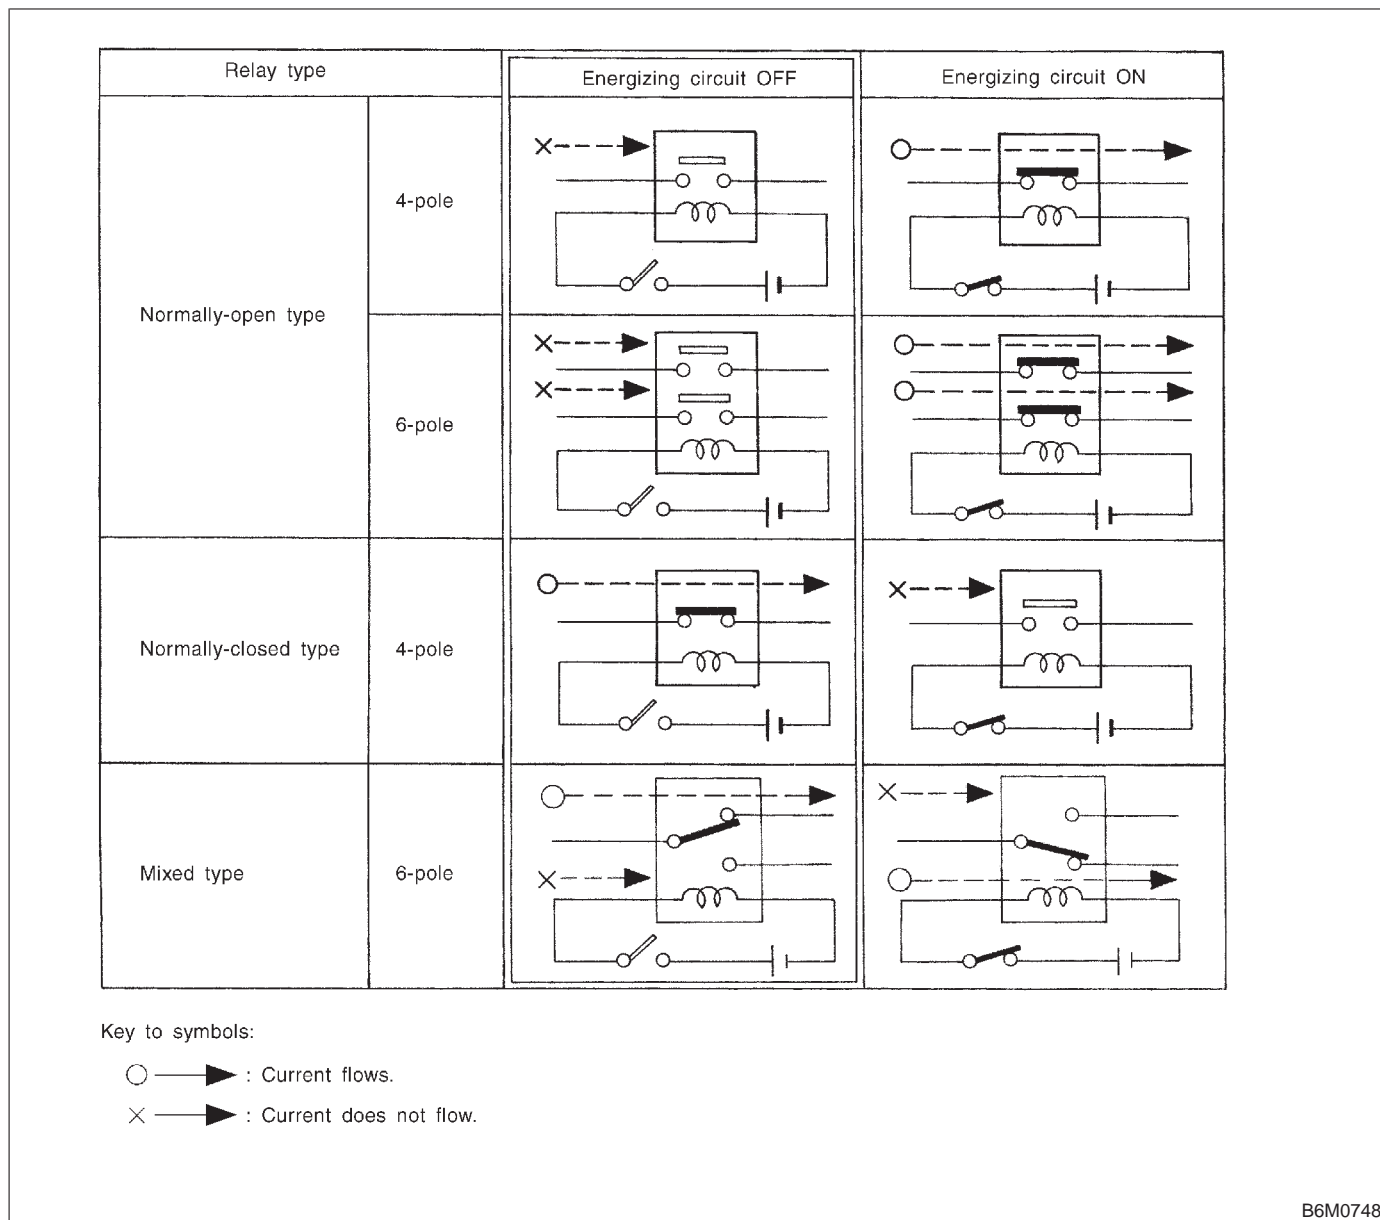 Relay type
Energizing circuit OFF
Energizing circuit ON
Normally-open type
4-pole
6-pole
Normally-closed type
4-pole
Mixed type
6-pole
Key to symbols:
: Current flows.
: Current does not flow.
B6M0748